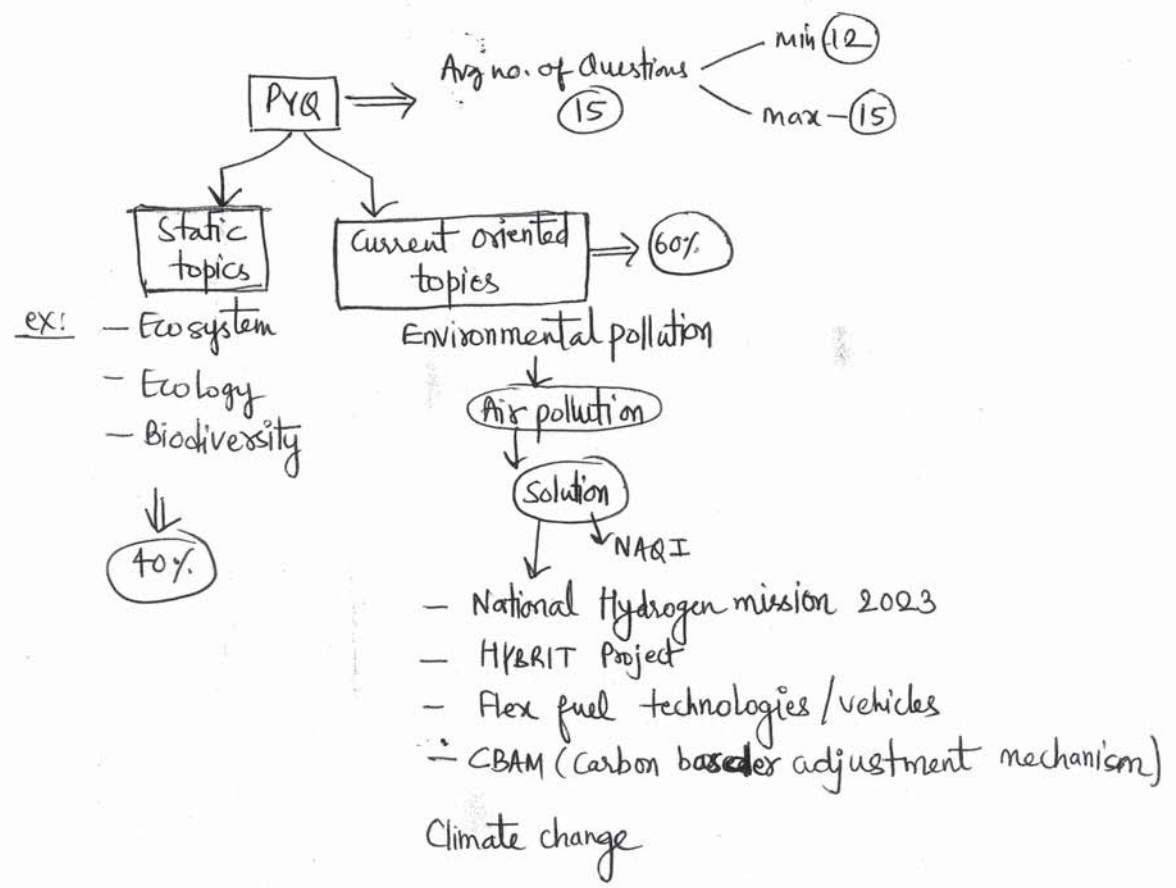 PYQ
Avg no. of Questions
15
min 12
max - 15
Static
topics
Current oriented
topics
60%
ex:
- Ecosystem
- Ecology
- Biodiversity
40%
Environmental pollution
Air pollution
Solution
NAQI
- National Hydrogen mission 2023
- HYBRIT Project
- Flex fuel technologies/vehicles
- CBAM (Carbon border adjustment mechanism)
Climate change